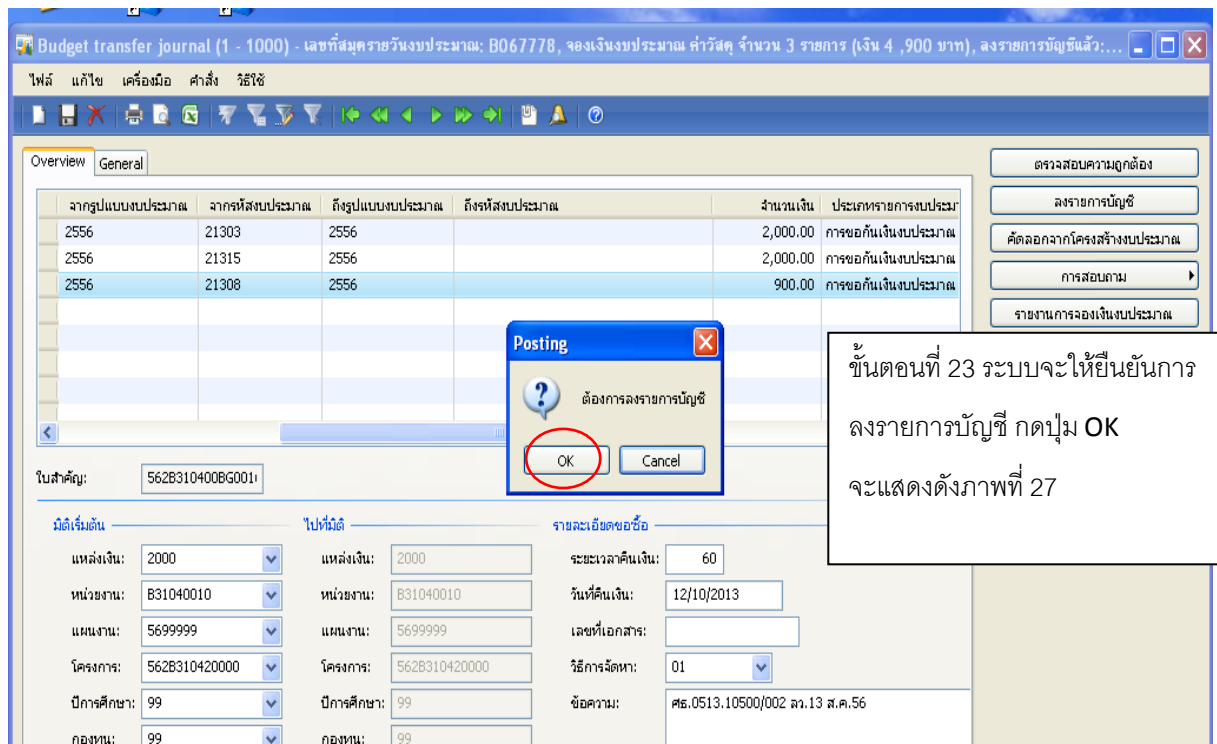 Budget transfer journal (1 - 1000) - เลขที่สมุดรายวันงบประมาณ: B067778, จองเงินงบประมาณ ค่าวัสดุ จำนวน 3 รายการ (เงิน 4 ,900 บาท), ลงรายการบัญชีแล้ว:...
ไฟล์ แก้ไข เครื่องมือ คำสั่ง วิธีใช้
Overview General
จากรูปแบบงบประมาณ จากรหัสงบประมาณ ถึงรูปแบบงบประมาณ ถึงรหัสงบประมาณ จำนวนเงิน ประเภทรายการงบประม
2556 21303 2556 2,000.00 การขอกันเงินงบประมาณ
2556 21315 2556 2,000.00 การขอกันเงินงบประมาณ
2556 21308 2556 900.00 การขอกันเงินงบประมาณ
ตรวจสอบความถูกต้อง
ลงรายการบัญชี
คัดลอกจากโครงสร้างงบประมาณ
การสอบถาม
รายงานการจองเงินงบประมาณ
Posting
ต้องการลงรายการบัญชี
OK Cancel
ขั้นตอนที่ 23 ระบบจะให้ยืนยันการ
ลงรายการบัญชี กดปุ่ม OK
จะแสดงดังภาพที่ 27
ใบสำคัญ: 562B310400BG001
มิติเริ่มต้น ไปที่มิติ รายละเอียดขอซื้อ
แหล่งเงิน: 2000 แหล่งเงิน: 2000 ระยะเวลาคืนเงิน: 60
หน่วยงาน: B31040010 หน่วยงาน: B31040010 วันที่คืนเงิน: 12/10/2013
แผนงาน: 5699999 แผนงาน: 5699999 เลขที่เอกสาร:
โครงการ: 562B310420000 โครงการ: 562B310420000 วิธีการจัดหา: 01
ปีการศึกษา: 99 ปีการศึกษา: 99 ข้อความ: ศธ.0513.10500/002 ลว.13 ส.ค.56
กองทุน: 99 กองทุน: 99